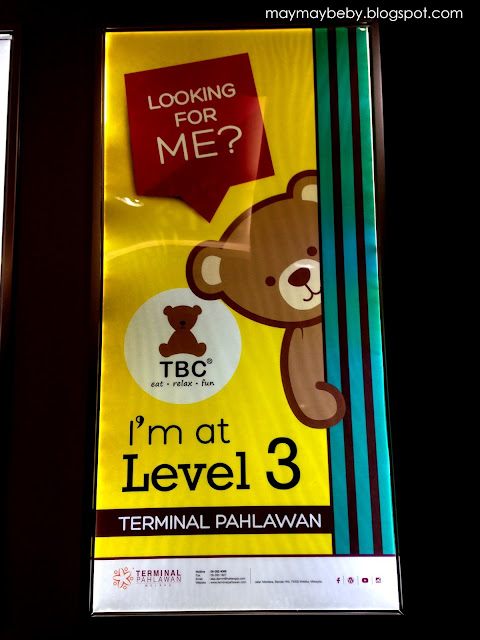 maymaybeby.blogspot.com
LOOKING
FOR
ME?
TBC®
eat • relax • fun
I'm at
Level 3
TERMINAL PAHLAWAN
TERMINAL
PAHLAWAN